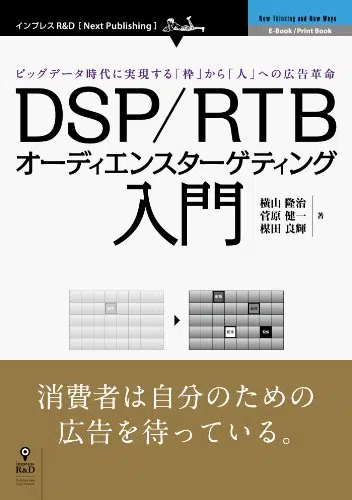 インプレス R&D [ Next Publishing ]
New Thinking and New Ways
E-Book / Print Book
ビッグデータ時代に実現する「枠」から「人」への広告革命
DSP/RTB
オーディエンスターゲティング
入門
横山 隆治
菅原 健一 著
楳田 良輝
消費者は自分のための
広告を待っている。
impress
R&D